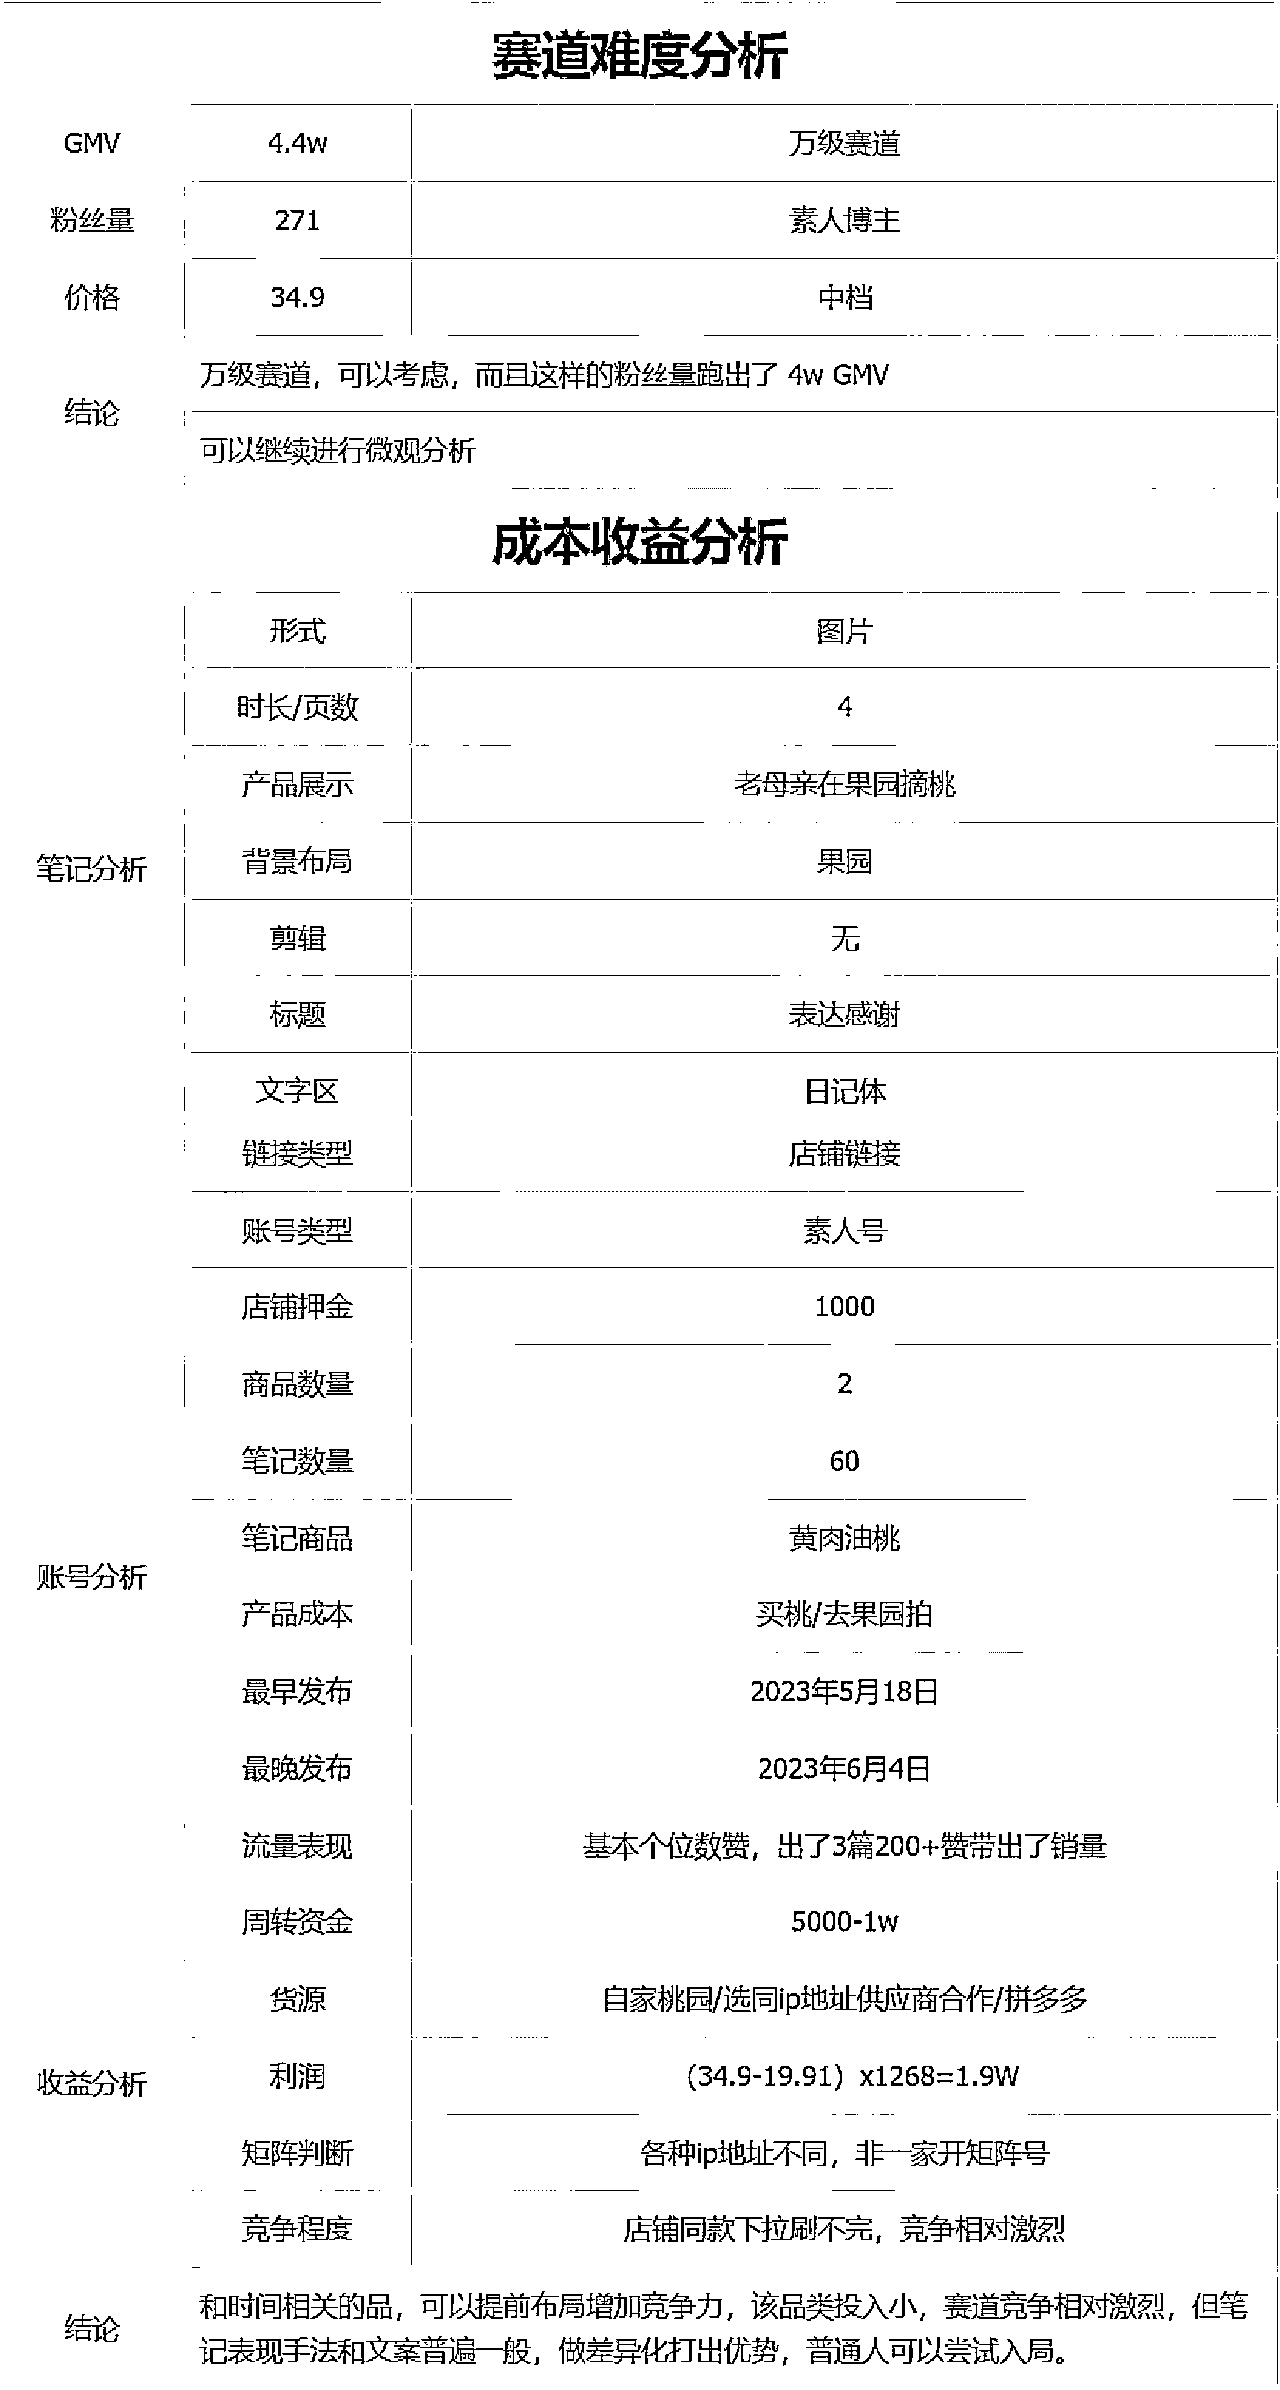 赛道难度分析
GMV 4.4w 万级赛道
粉丝量 271 素人博主
价格 34.9 中档
结论
万级赛道，可以考虑，而且这样的粉丝量跑出了 4w GMV
可以继续进行微观分析
成本收益分析
笔记分析
形式 图片
时长/页数 4
产品展示 老母亲在果园摘桃
背景布局 果园
剪辑 无
标题 表达感谢
文字区 日记体
链接类型 店铺链接
账号分析
账号类型 素人号
店铺押金 1000
商品数量 2
笔记数量 60
笔记商品 黄肉油桃
产品成本 买桃/去果园拍
最早发布 2023年5月18日
最晚发布 2023年6月4日
流量表现 基本个位数赞，出了3篇200+赞带出了销量
收益分析
周转资金 5000-1w
货源 自家桃园/选同ip地址供应商合作/拼多多
利润 （34.9-19.91）x1268=1.9W
矩阵判断 各种ip地址不同，非一家开矩阵号
竞争程度 店铺同款下拉刷不完，竞争相对激烈
结论
和时间相关的品，可以提前布局增加竞争力，该品类投入小，赛道竞争相对激烈，但笔
记表现手法和文案普遍一般，做差异化打出优势，普通人可以尝试入局。